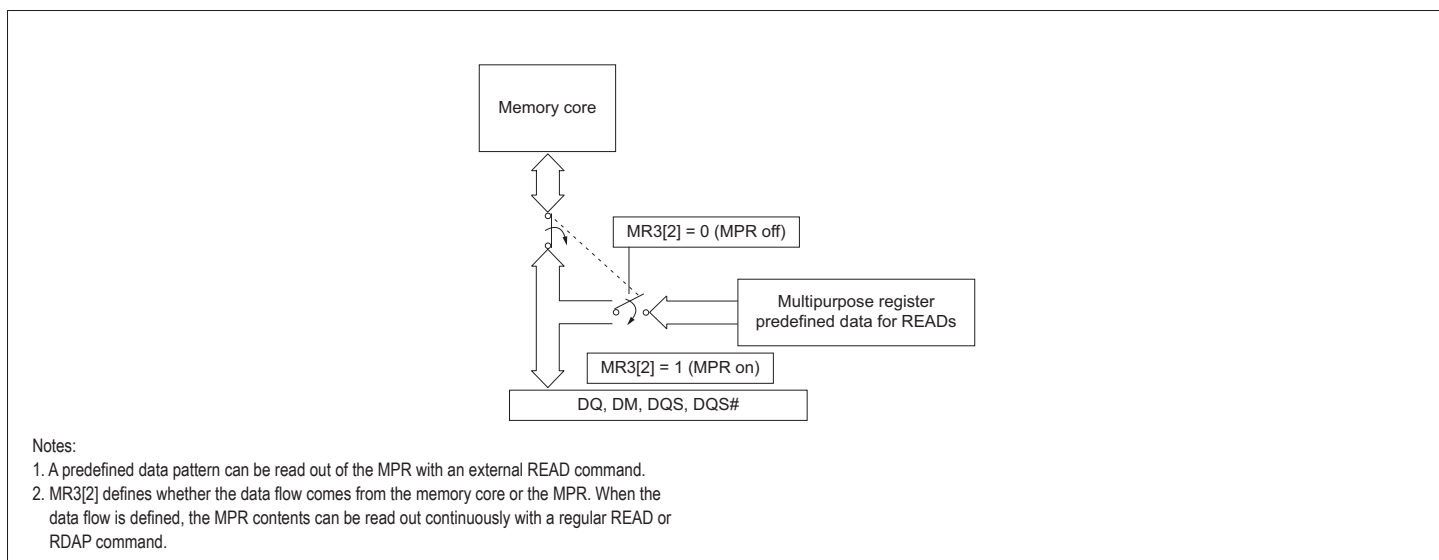 Memory core
MR3[2] = 0 (MPR off)
Multipurpose register
predefined data for READs
MR3[2] = 1 (MPR on)
DQ, DM, DQS, DQS#
Notes:
1. A predefined data pattern can be read out of the MPR with an external READ command.
2. MR3[2] defines whether the data flow comes from the memory core or the MPR. When the
data flow is defined, the MPR contents can be read out continuously with a regular READ or
RDAP command.